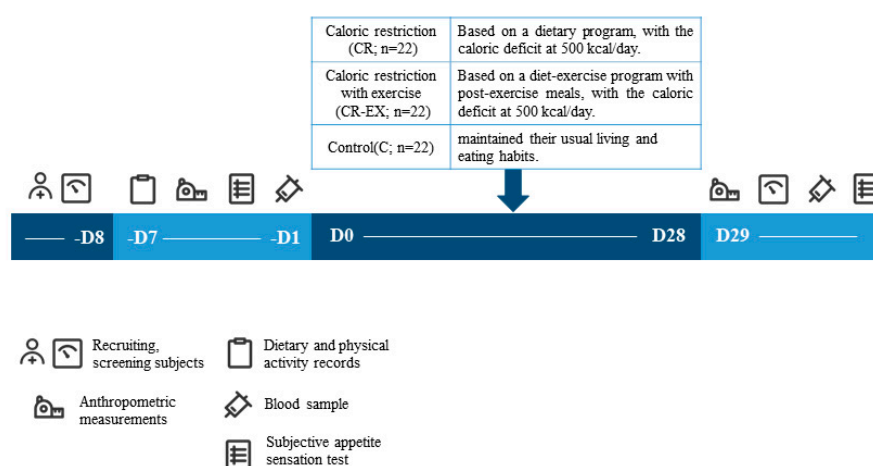 Caloric restriction
(CR; n=22)
Based on a dietary program, with the
caloric deficit at 500 kcal/day.
Caloric restriction
with exercise
(CR-EX; n=22)
Based on a diet-exercise program with
post-exercise meals, with the caloric
deficit at 500 kcal/day.
Control(C; n=22)
maintained their usual living and
eating habits.
-D8
-D7
-D1
D0
D28
D29
Recruiting,
screening subjects
Dietary and physical
activity records
Anthropometric
measurements
Blood sample
Subjective appetite
sensation test